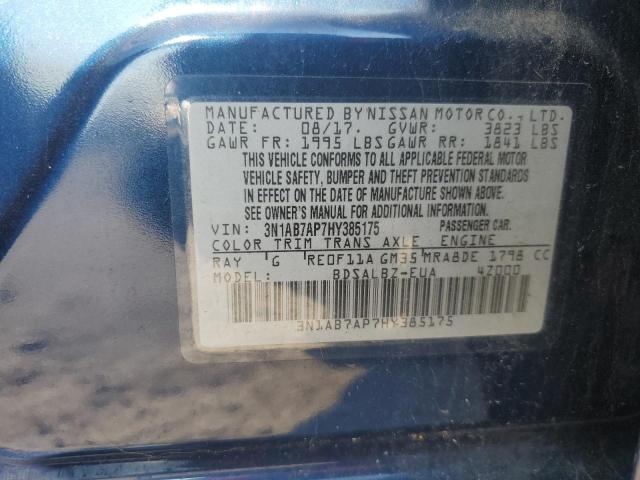 MANUFACTURED BY NISSAN MOTOR CO., LTD.
DATE: 08/17. GVWR: 3823 LBS
GAWR FR: 1995 LBS GAWR RR: 1841 LBS
THIS VEHICLE CONFORMS TO ALL APPLICABLE FEDERAL MOTOR
VEHICLE SAFETY, BUMPER AND THEFT PREVENTION STANDARDS
IN EFFECT ON THE DATE OF MANUFACTURE SHOWN ABOVE.
SEE OWNER'S MANUAL FOR ADDITIONAL INFORMATION
VIN: 3N1AB7AP7HY385175 PASSENGER CAR.
COLOR TRIM TRANS AXLE ENGINE
RAY G RE0F11A GM35 MRA8DE 1798 CC
MODEL: BDSALBZ-EUA 4Z000
3N1AB7AP7HY385175